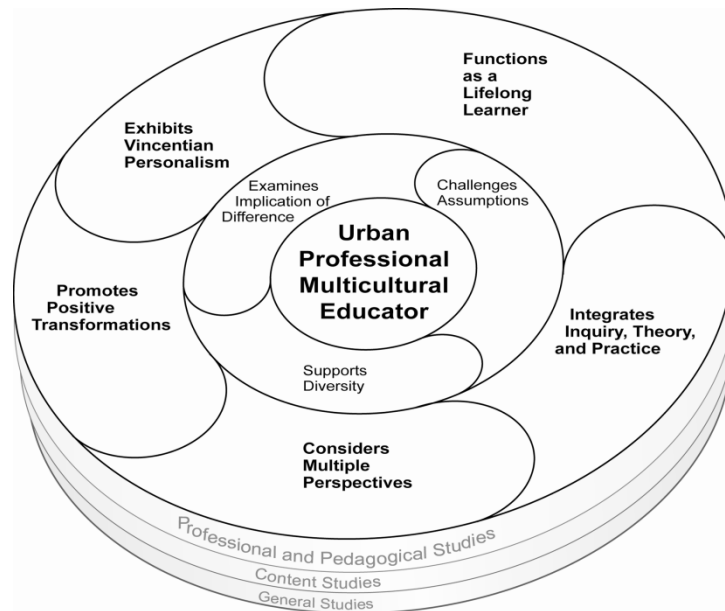 Functions
as a
Lifelong
Learner
Exhibits
Vincentian
Personalism
Examines
Implication of
Difference
Challenges
Assumptions
Urban
Professional
Multicultural
Educator
Promotes
Positive
Transformations
Integrates
Inquiry, Theory,
and Practice
Supports
Diversity
Considers
Multiple
Perspectives
Professional and Pedagogical Studies
Content Studies
General Studies